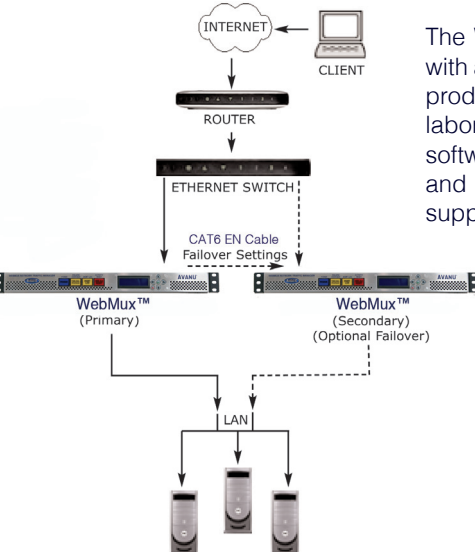 INTERNET
CLIENT
ROUTER
ETHERNET SWITCH
CAT6 EN Cable
Failover Settings
AVANU
AVANU
WebMux™
(Primary)
WebMux™
(Secondary)
(Optional Failover)
LAN
The
with
prod
labor
softw
and
supp